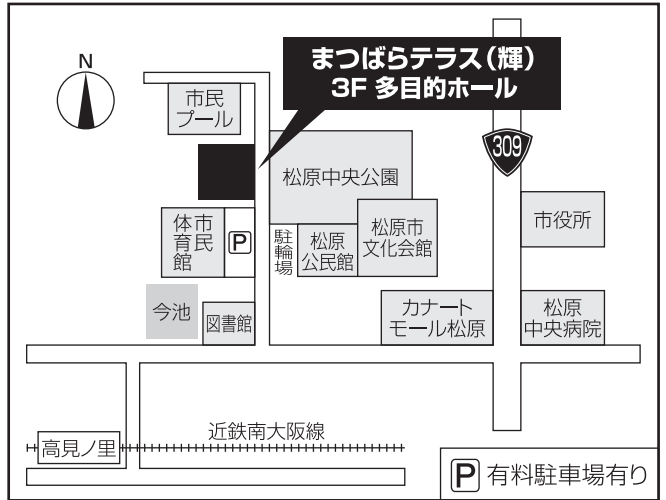 まつばらテラス(輝)
3F 多目的ホール
N
市民
プール
309
松原中央公園
市役所
市民
体育館
P
駐輪場
松原
公民館
松原市
文化会館
今池
図書館
カナート
モール松原
松原
中央病院
近鉄南大阪線
高見ノ里
P 有料駐車場有り